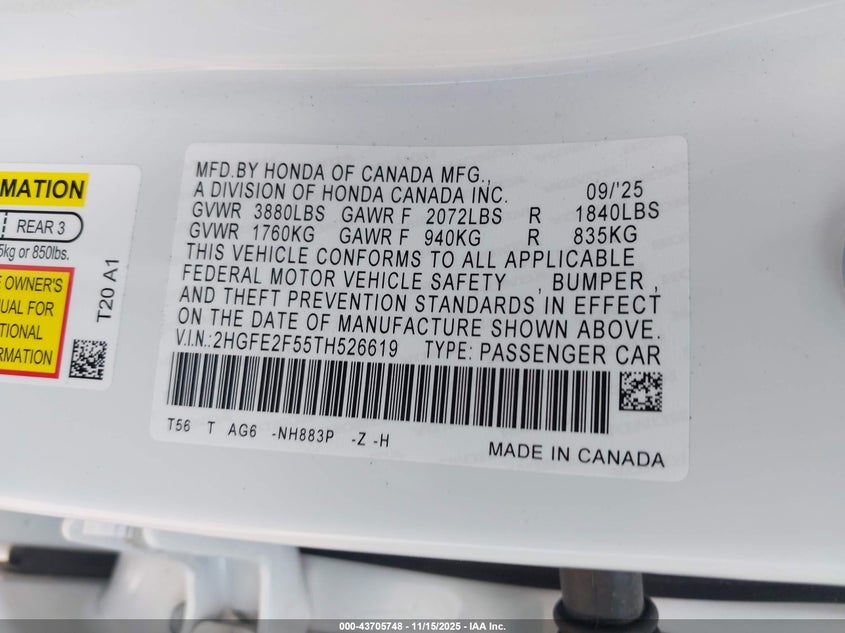 MATION
REAR 3
5kg or 850lbs.
E OWNER'S
UAL FOR
TIONAL
ORMATION
T20 A1
MFD.BY HONDA OF CANADA MFG.,
A DIVISION OF HONDA CANADA INC. 09/'25
GVWR 3880LBS GAWR F 2072LBS R 1840LBS
GVWR 1760KG GAWR F 940KG R 835KG
THIS VEHICLE CONFORMS TO ALL APPLICABLE
FEDERAL MOTOR VEHICLE SAFETY , BUMPER ,
AND THEFT PREVENTION STANDARDS IN EFFECT
ON THE DATE OF MANUFACTURE SHOWN ABOVE.
V.I.N.:2HGFE2F55TH526619 TYPE: PASSENGER CAR
T56 T AG6 -NH883P -Z -H
MADE IN CANADA
000-43705748 - 11/15/2025 - IAA Inc.